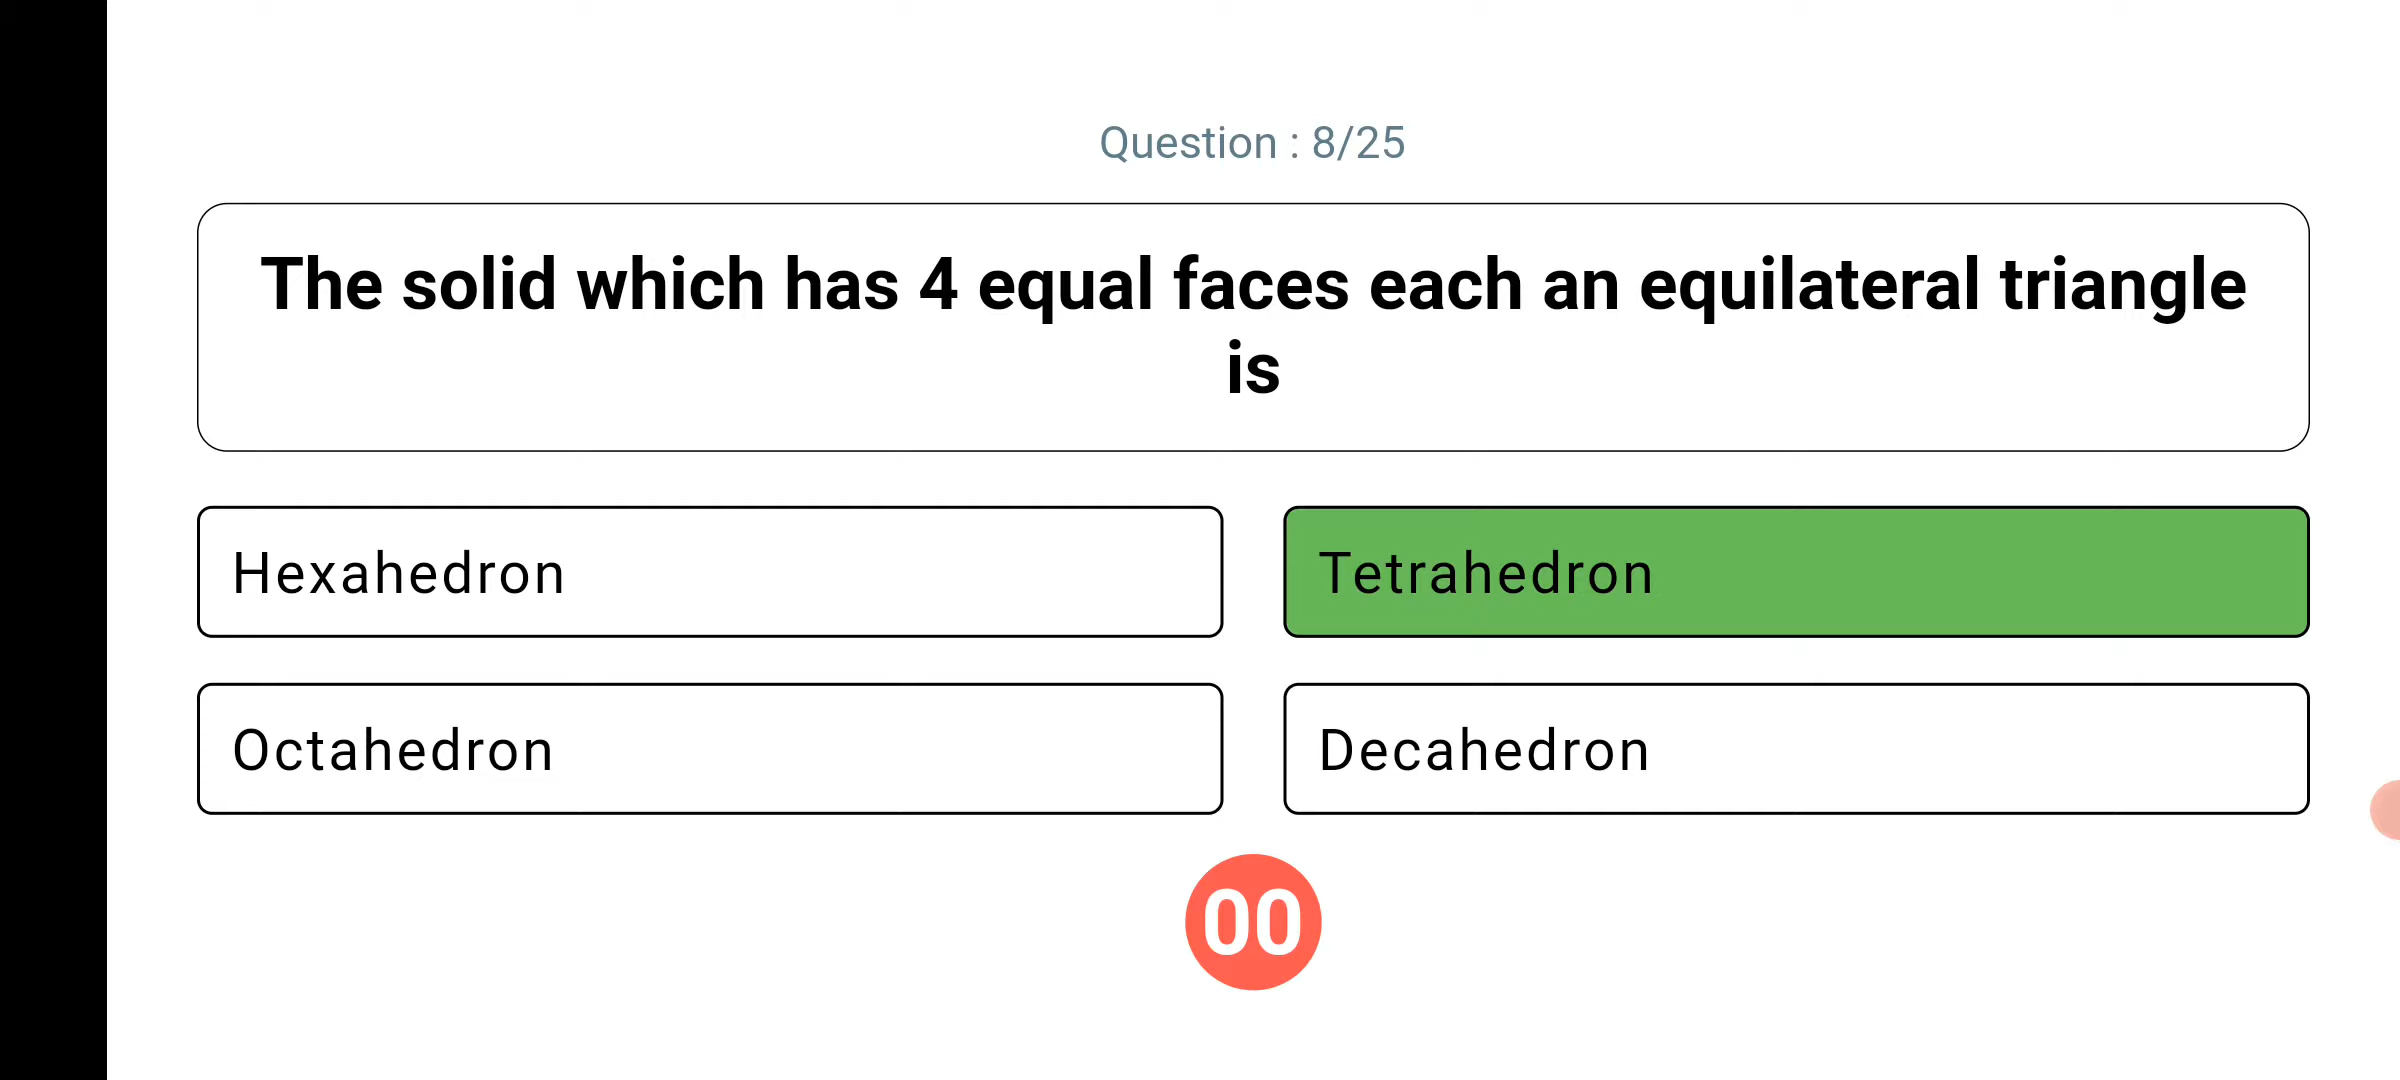 Question : 8/25
The solid which has 4 equal faces each an equilateral triangle
is
Hexahedron
Tetrahedron
Octahedron
Decahedron
00